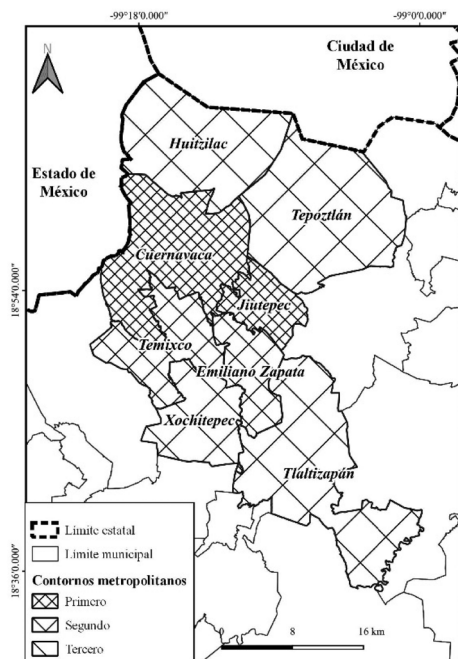 -99°18'0.000"
-99°0'0.000"
N
Ciudad de
México
Huitzilac
Estado de
México
Tepoztlán
Cuernavaca
18°54'0.000"
Jiutepec
Temixco
Emiliano Zapata
Xochitepec
Tlaltizapán
Límite estatal
Límite municipal
18°36'0.000"
Contornos metropolitanos
Primero
Segundo
Tercero
0 8 16 km